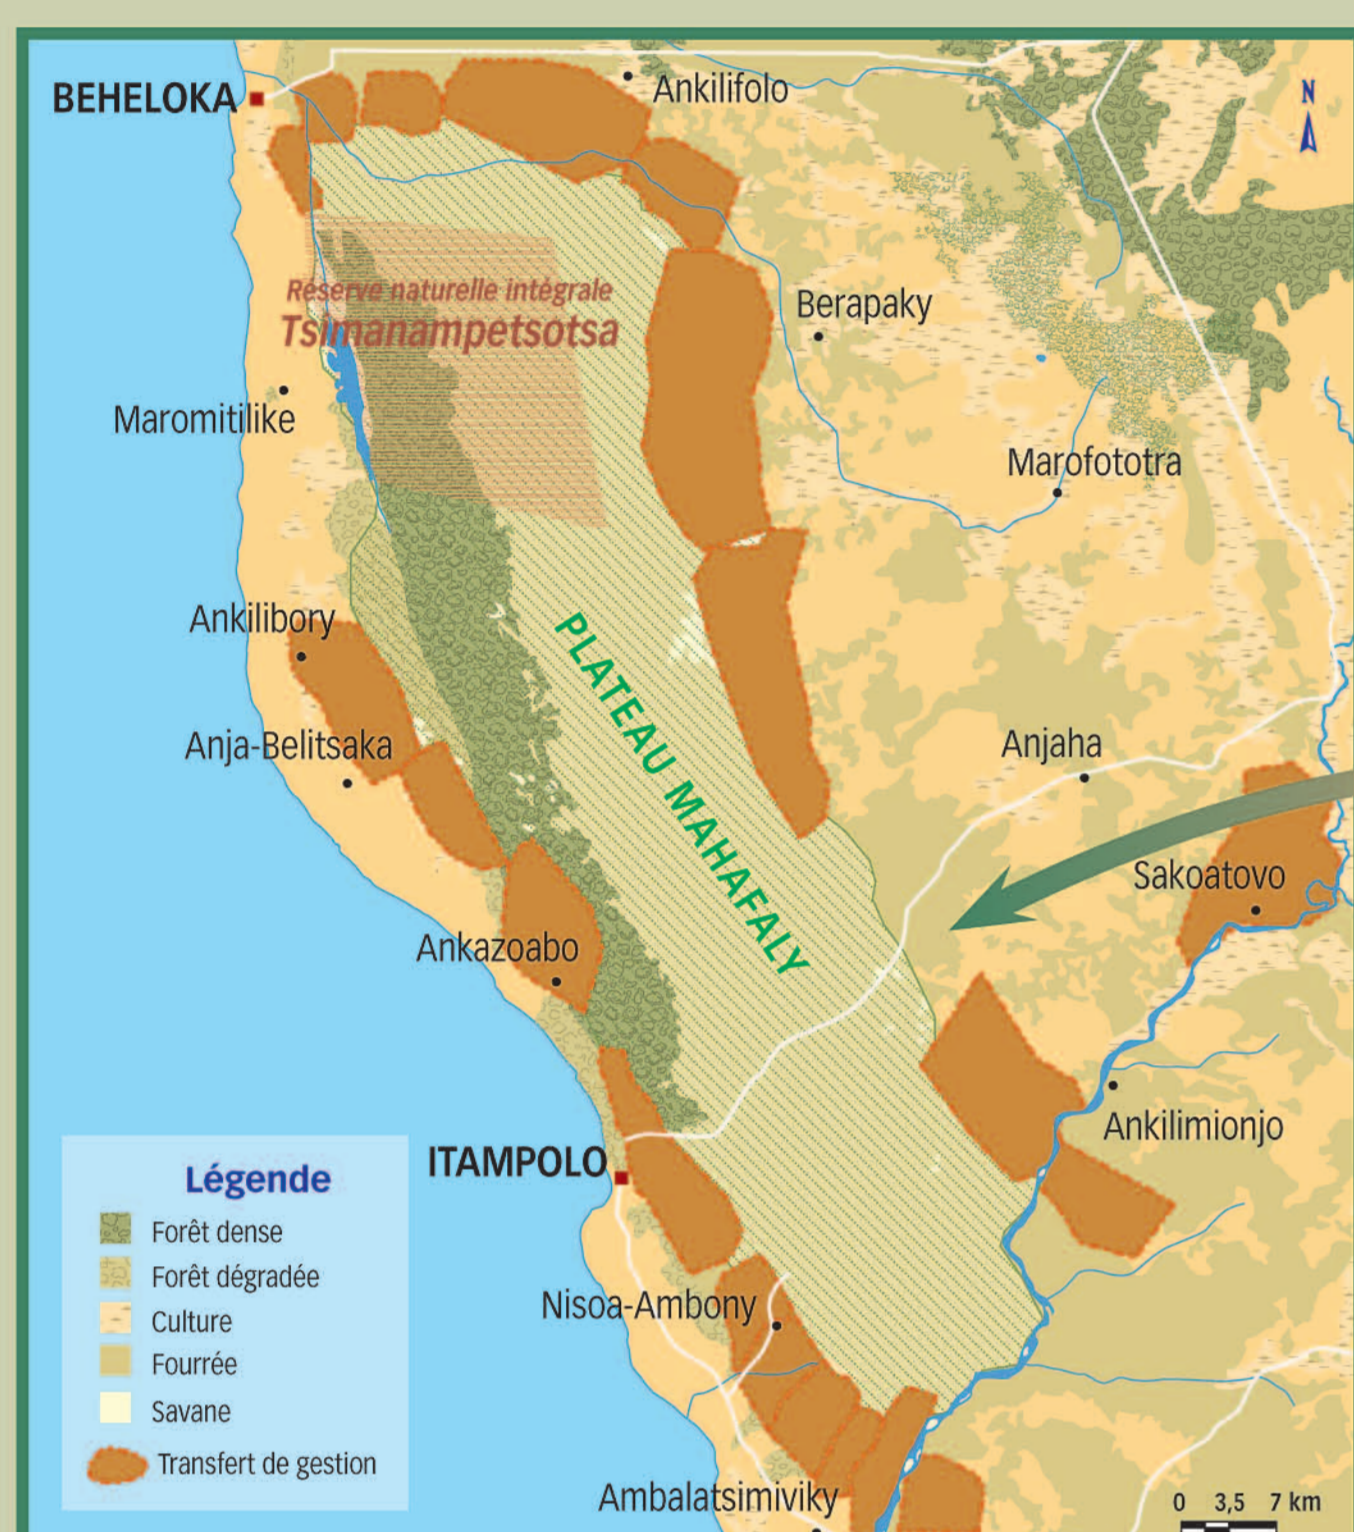 BEHELOKA
Ankilifolo
N
Réserve naturelle intégrale
Tsimanampetsotsa
Berapaky
Maromitilike
Marofototra
Ankilibory
PLATEAU MAHAFALY
Anja-Belitsaka
Anjaha
Sakoatovo
Ankazoabo
Ankilimionjo
ITAMPOLO
Légende
Forêt dense
Forêt dégradée
Culture
Fourrée
Savane
Transfert de gestion
Nisoa-Ambony
Ambalatsimiviky
0 3,5 7 km